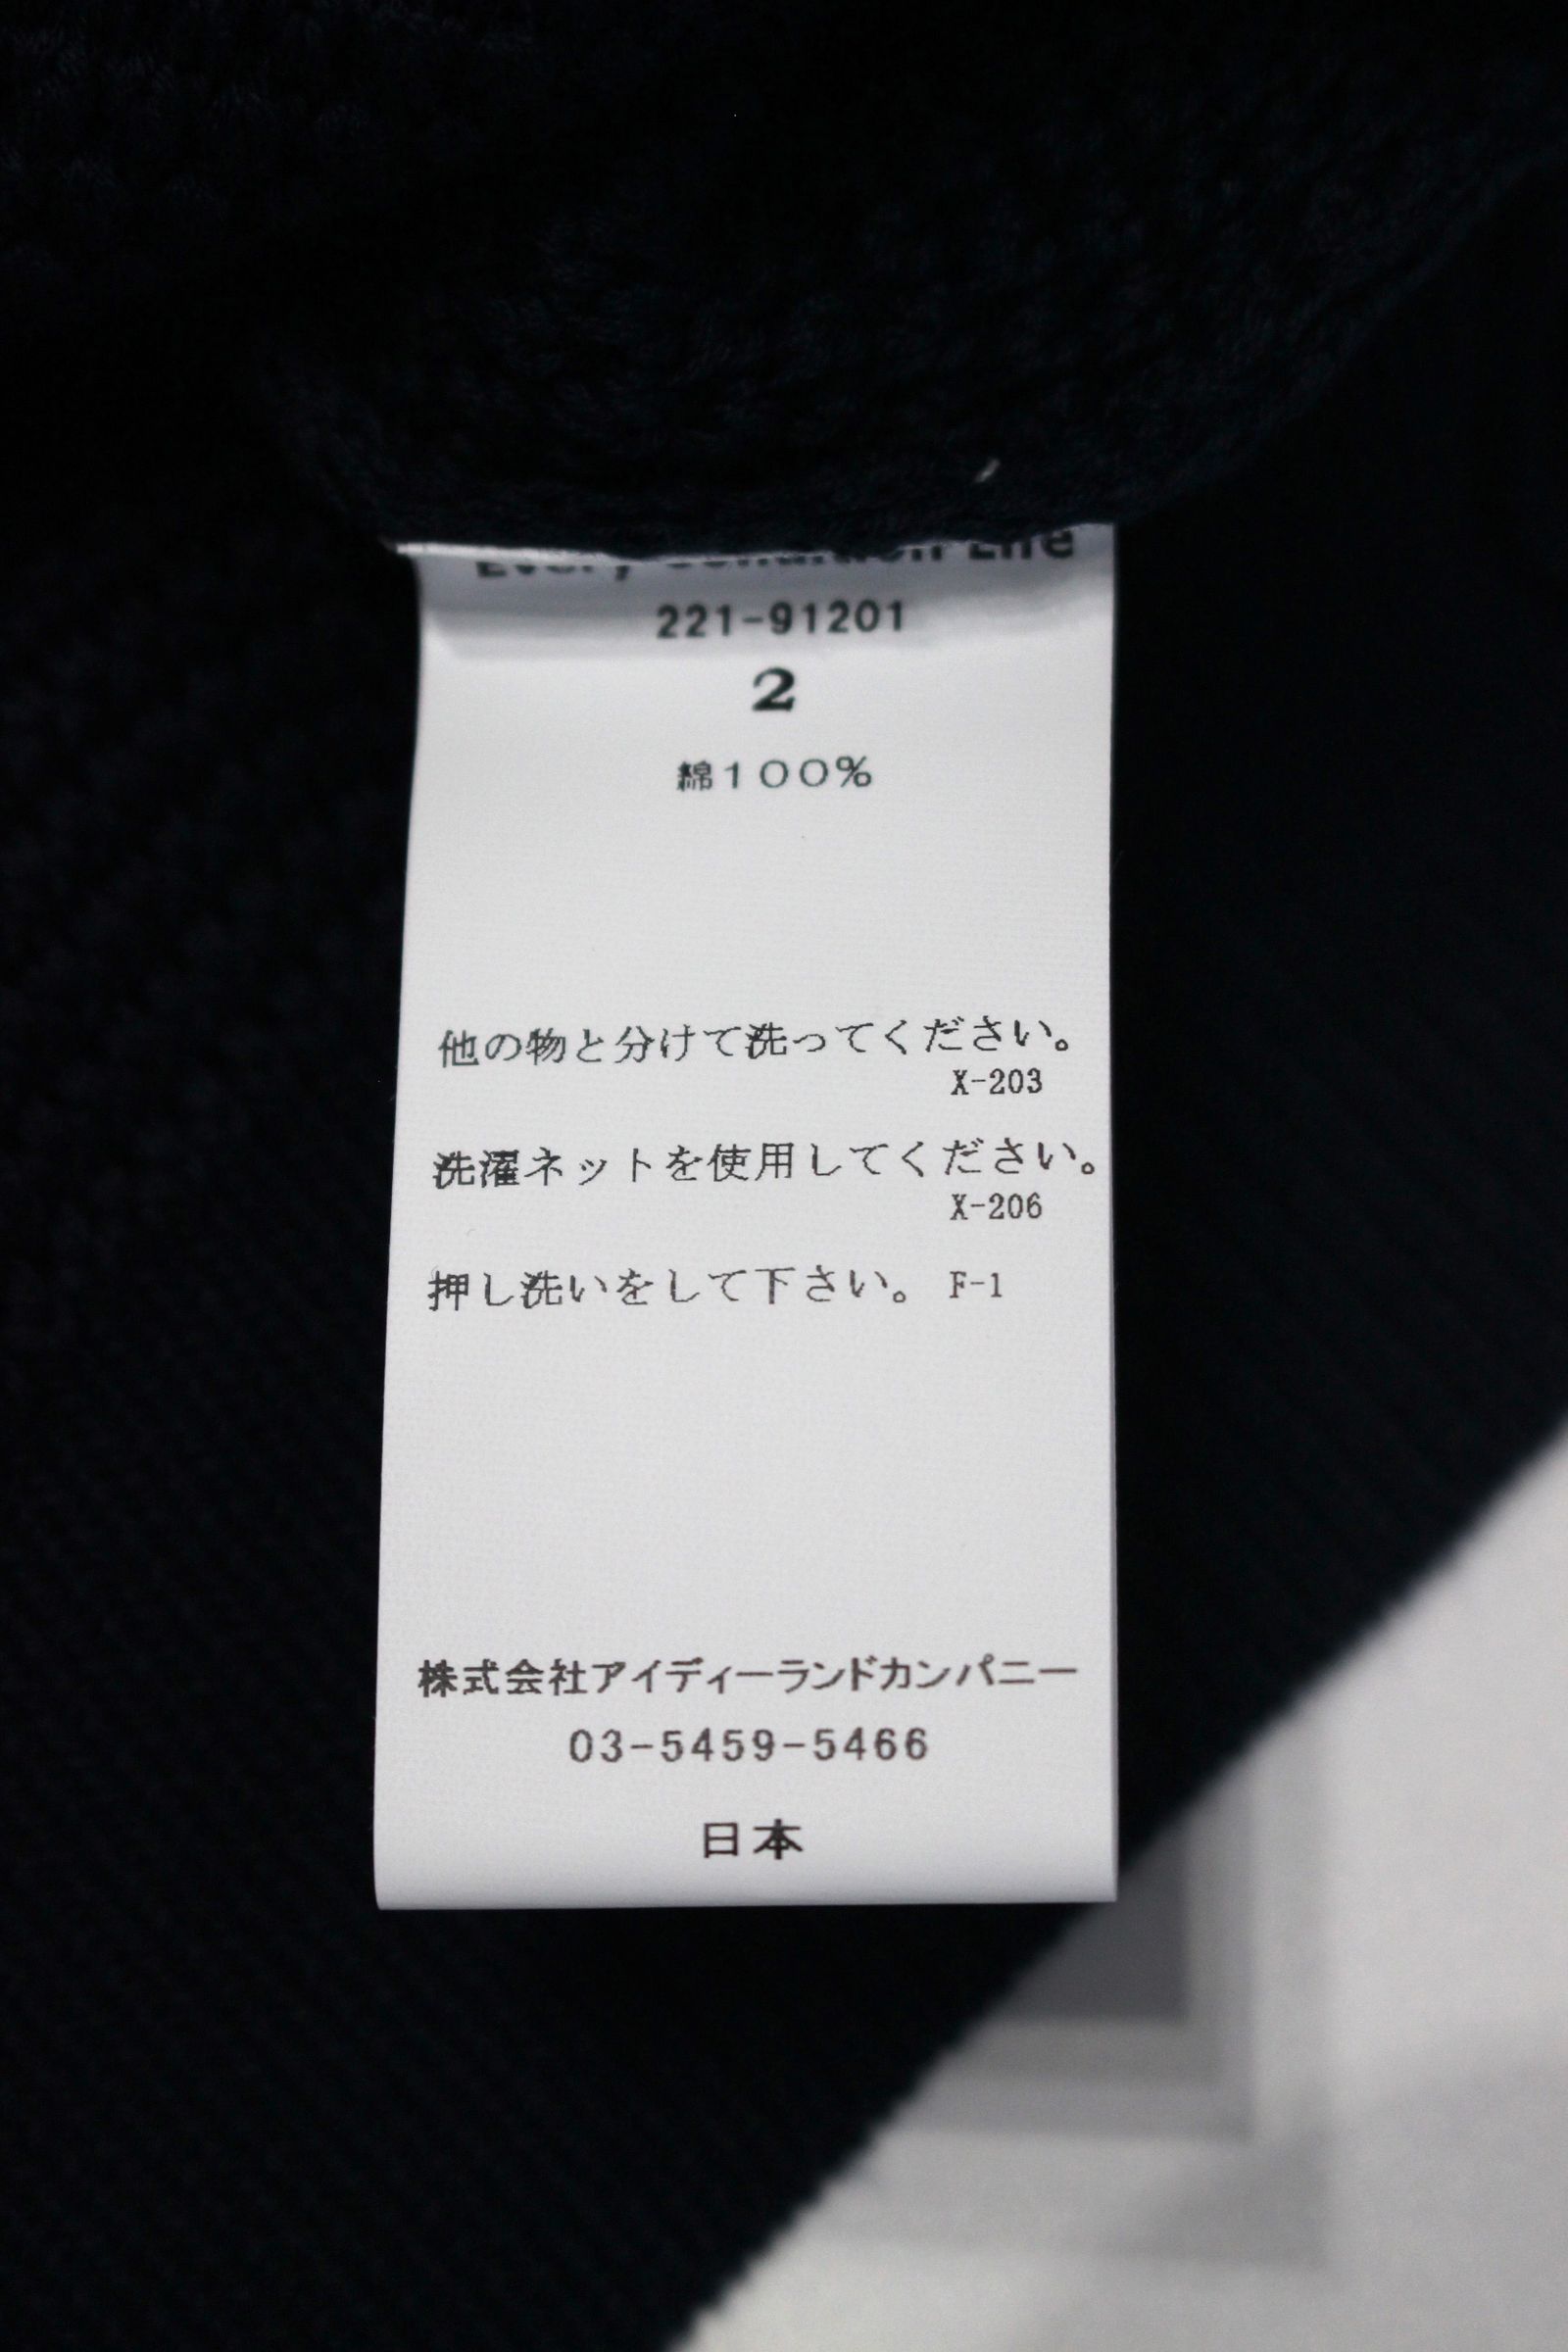 Every Condition Life
221-91201
2
綿100%
他の物と分けて洗ってください。
X-203
洗濯ネットを使用してください。
X-206
押し洗いをして下さい。 F-1
株式会社アイディーランドカンパニー
03-5459-5466
日本